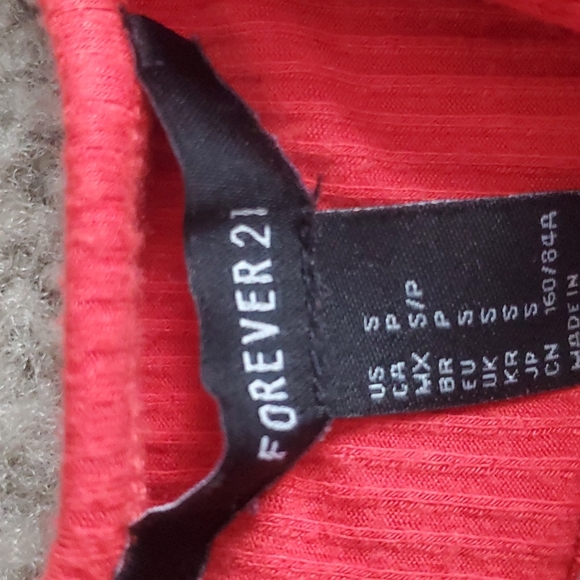 FOREVER 21
US S
CA P
MX S/P
BR P
EU S
UK S
KR S
JP S
CN 160/84A
MADE IN